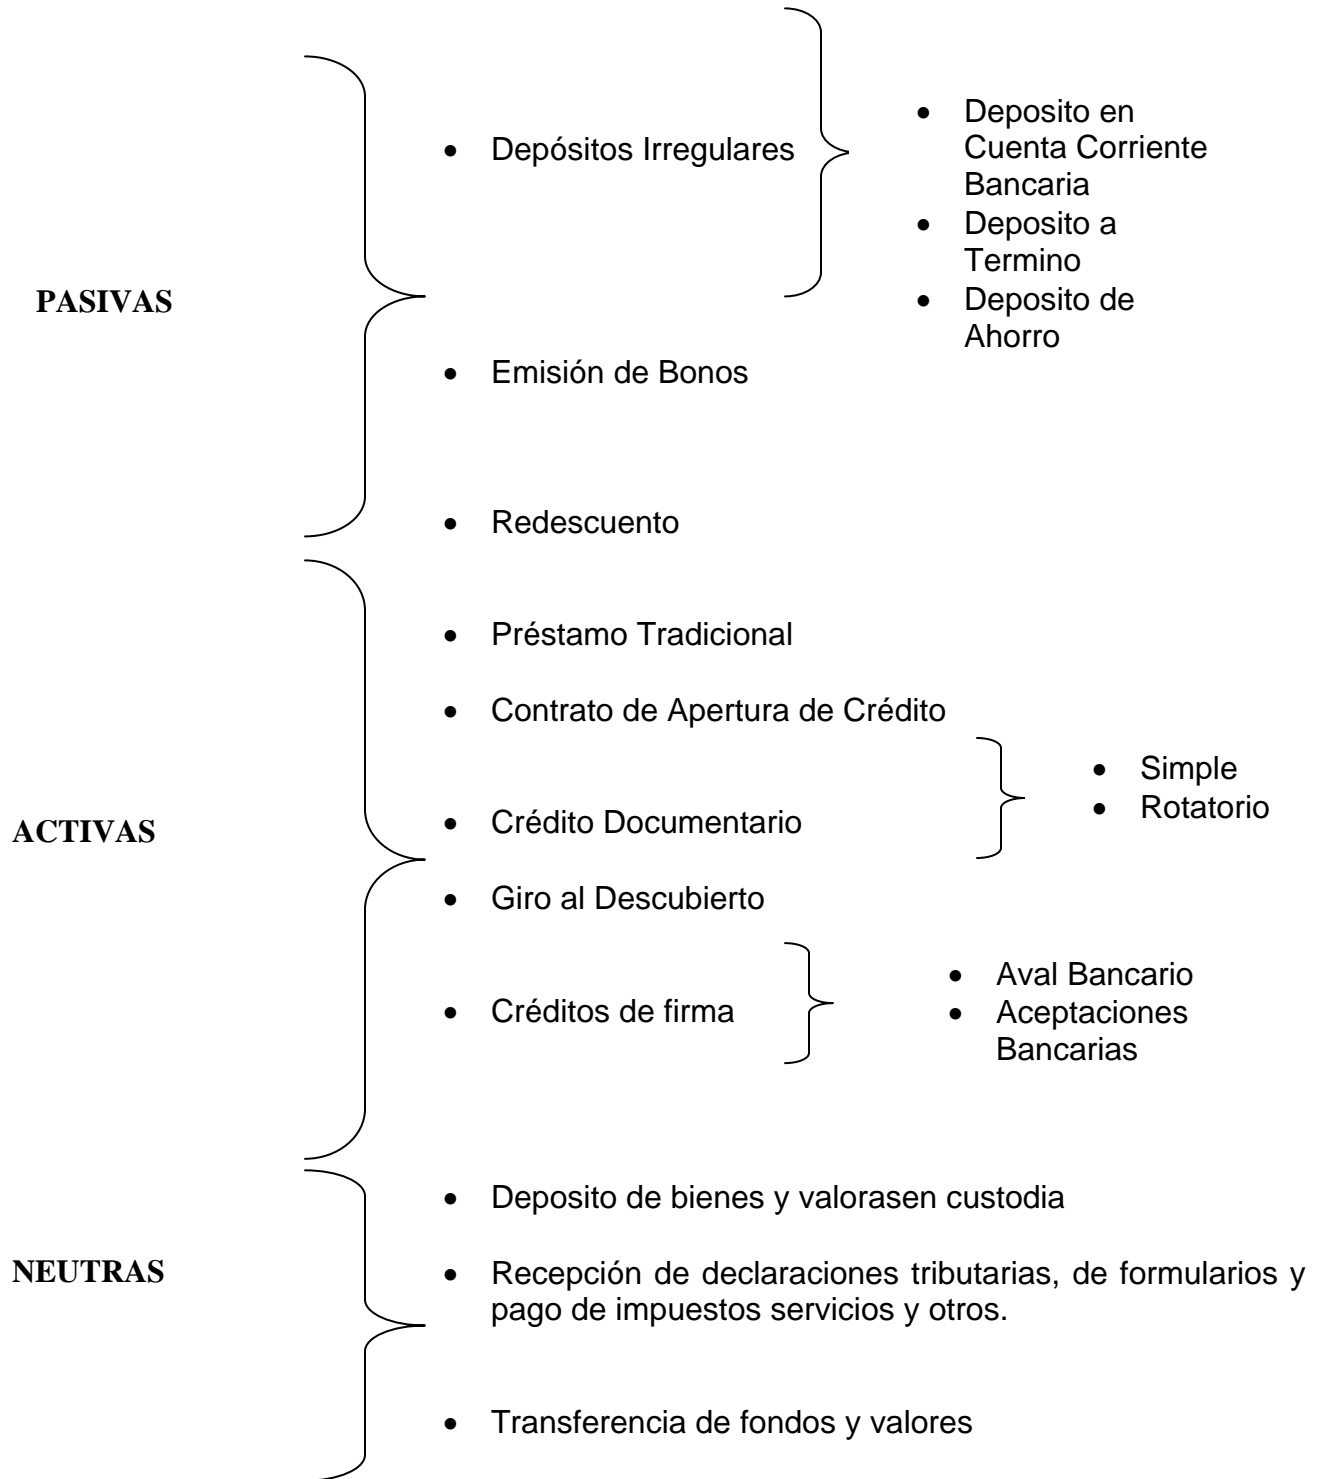 PASIVAS
• Depósitos Irregulares
• Deposito en
Cuenta Corriente
Bancaria
• Deposito a
Termino
• Deposito de
Ahorro
• Emisión de Bonos
• Redescuento
ACTIVAS
• Préstamo Tradicional
• Contrato de Apertura de Crédito
• Simple
• Rotatorio
• Crédito Documentario
• Giro al Descubierto
• Créditos de firma
• Aval Bancario
• Aceptaciones
Bancarias
NEUTRAS
• Deposito de bienes y valorasen custodia
• Recepción de declaraciones tributarias, de formularios y
pago de impuestos servicios y otros.
• Transferencia de fondos y valores